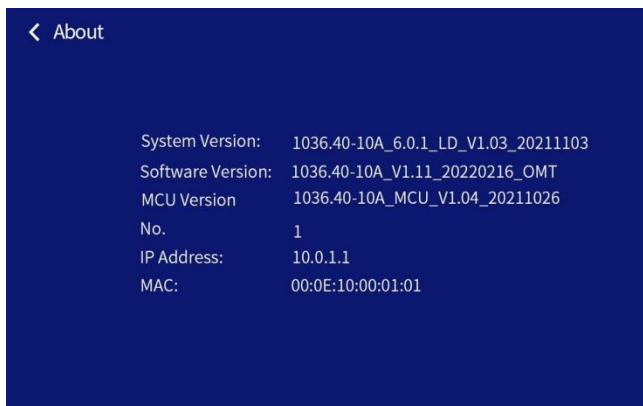 About
System Version: 1036.40-10A_6.0.1_LD_V1.03_20211103
Software Version: 1036.40-10A_V1.11_20220216_OMT
MCU Version 1036.40-10A_MCU_V1.04_20211026
No. 1
IP Address: 10.0.1.1
MAC: 00:0E:10:00:01:01